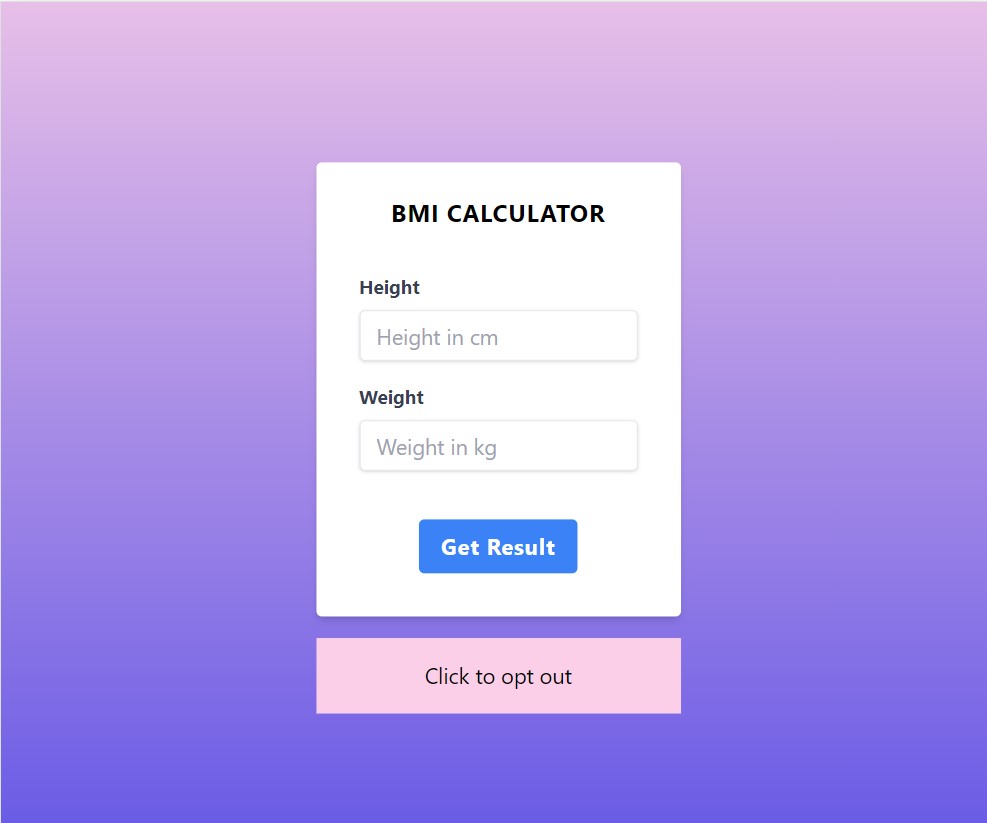 BMI CALCULATOR
Height
Height in cm
Weight
Weight in kg
Get Result
Click to opt out